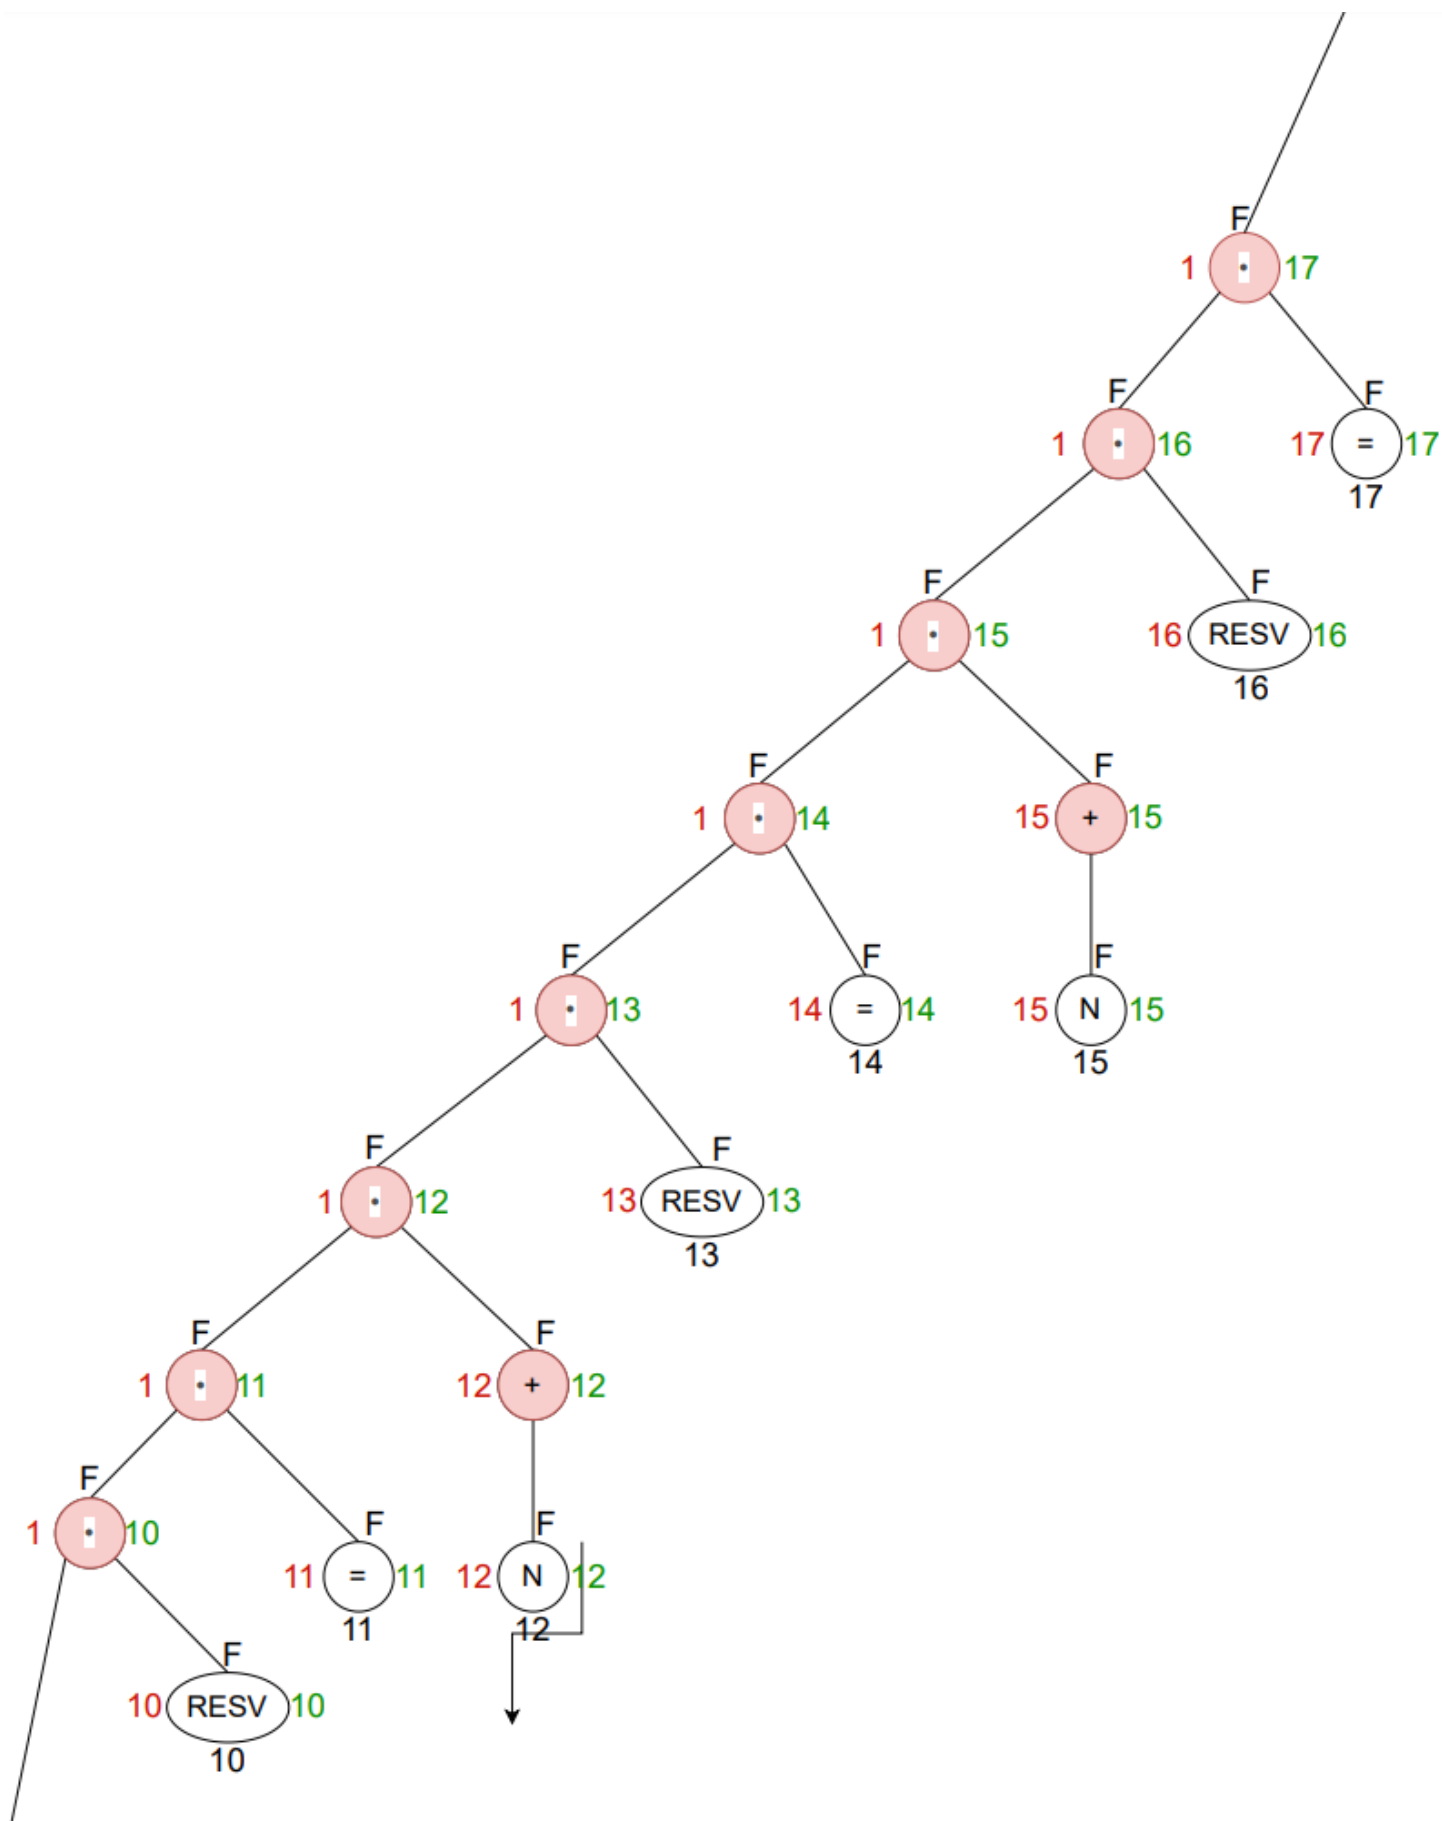 F
1 • 17
F F
1 • 16 17 = 17
17
F F
1 • 15 16 RESV 16
16
F F
1 • 14 15 + 15
F F F
1 • 13 14 = 14 15 N 15
14 15
F F
1 • 12 13 RESV 13
13
F F
1 • 11 12 + 12
F
1 • 10
F F
11 = 11 12 N 12
11 12
F
10 RESV 10
10